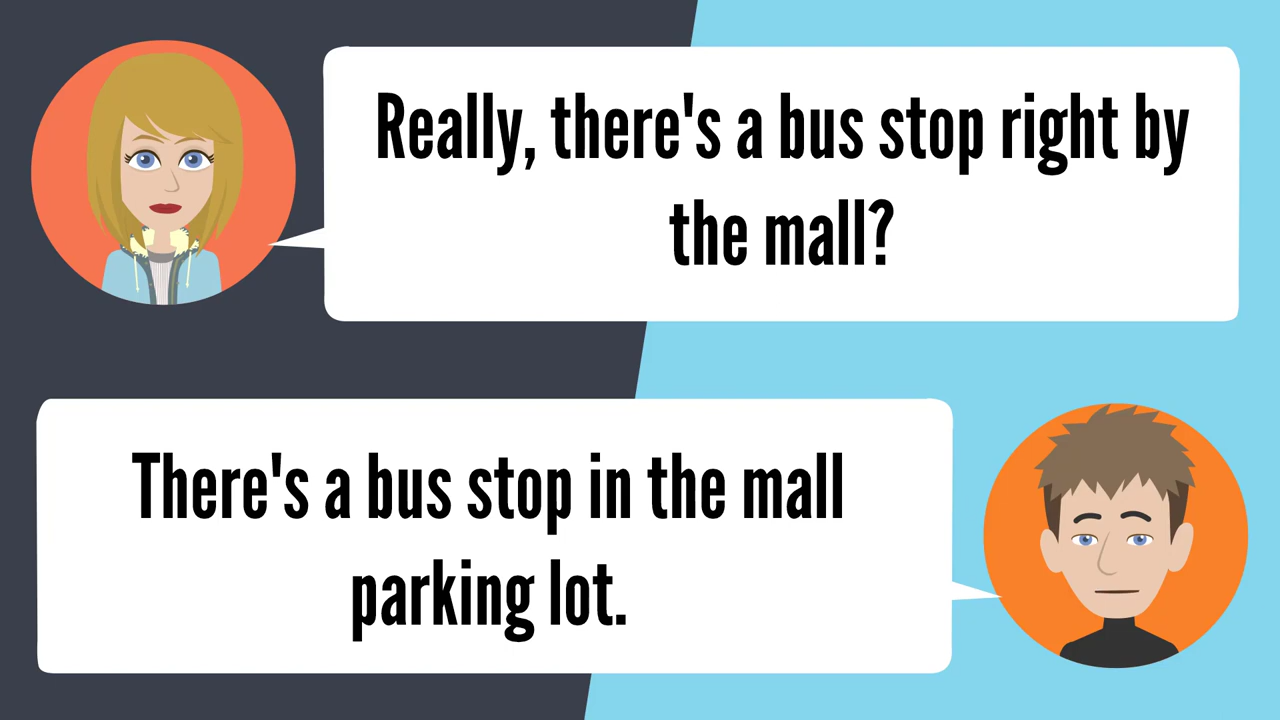 Really, there's a bus stop right by
the mall?
There's a bus stop in the mall
parking lot.